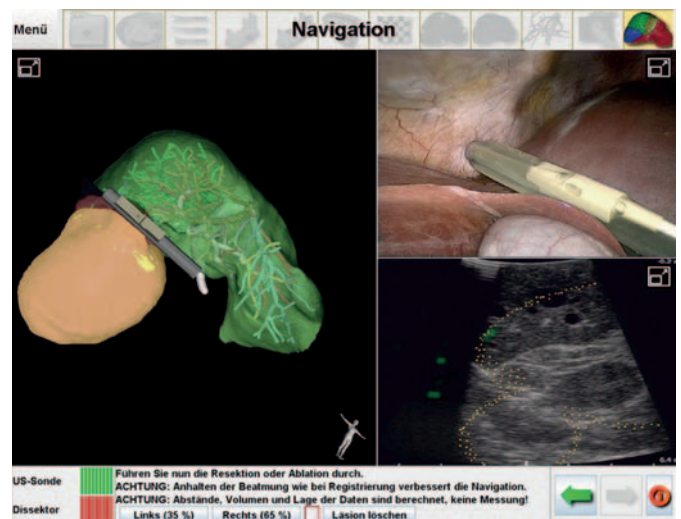 Menü
Navigation
US-Sonde
Führen Sie nun die Resektion oder Ablation durch.
ACHTUNG: Anhalten der Beatmung wie bei Registrierung verbessert die Navigation.
ACHTUNG: Abstände, Volumen und Lage der Daten sind berechnet, keine Messung!
Dissektor
Links (35 %) Rechts (65 %) Läsion löschen